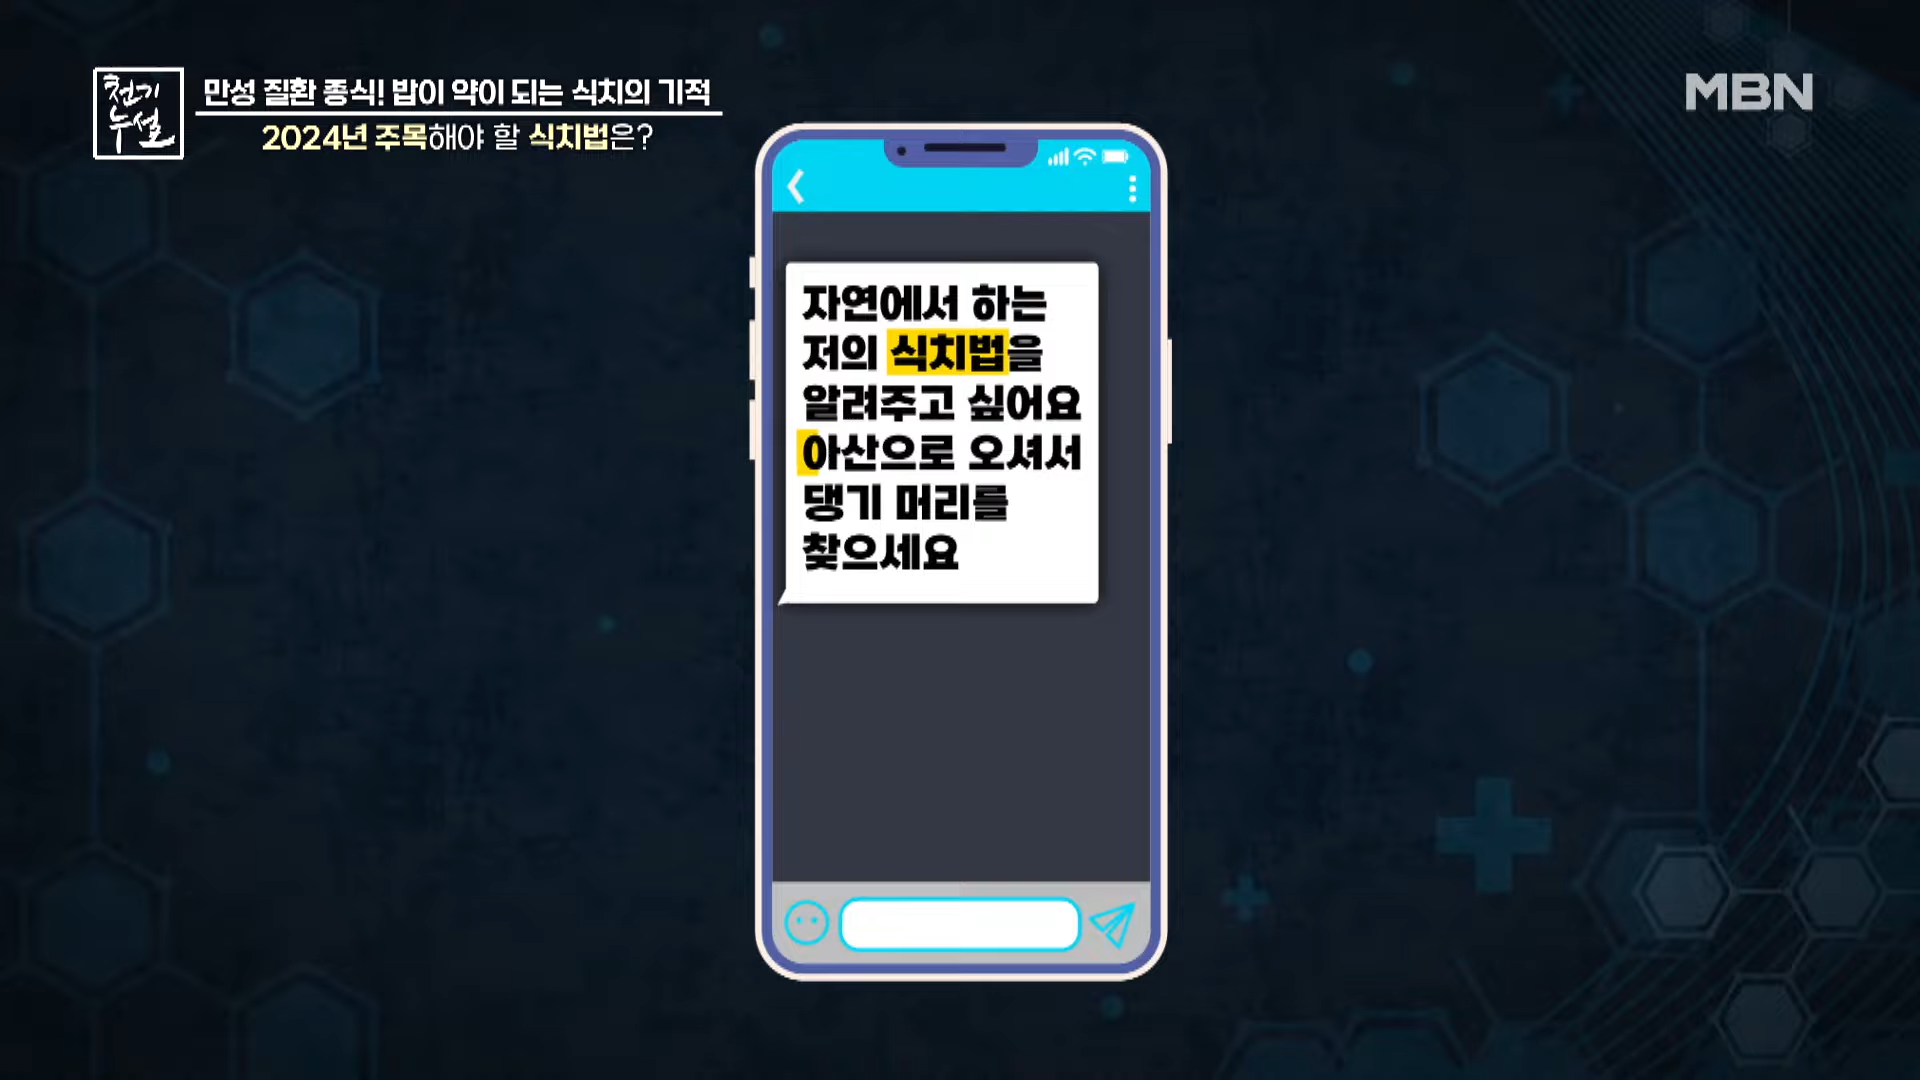 천기
누설
만성 질환 종식! 밥이 약이 되는 식치의 기적
2024년 주목해야 할 식치법은?
MBN
자연에서 하는
저의 식치법을
알려주고 싶어요
아산으로 오셔서
댕기 머리를
찾으세요